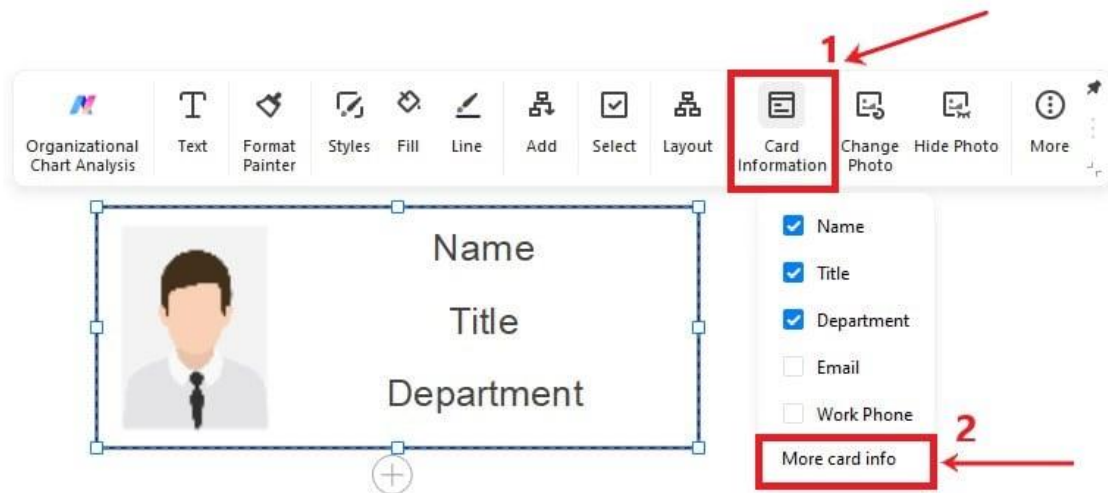 1
Organizational
Chart Analysis
Text
Format
Painter
Styles
Fill
Line
Add
Select
Layout
Card
Information
Change
Photo
Hide Photo
More
Name
Title
Department
Name
Title
Department
Email
Work Phone
More card info
2